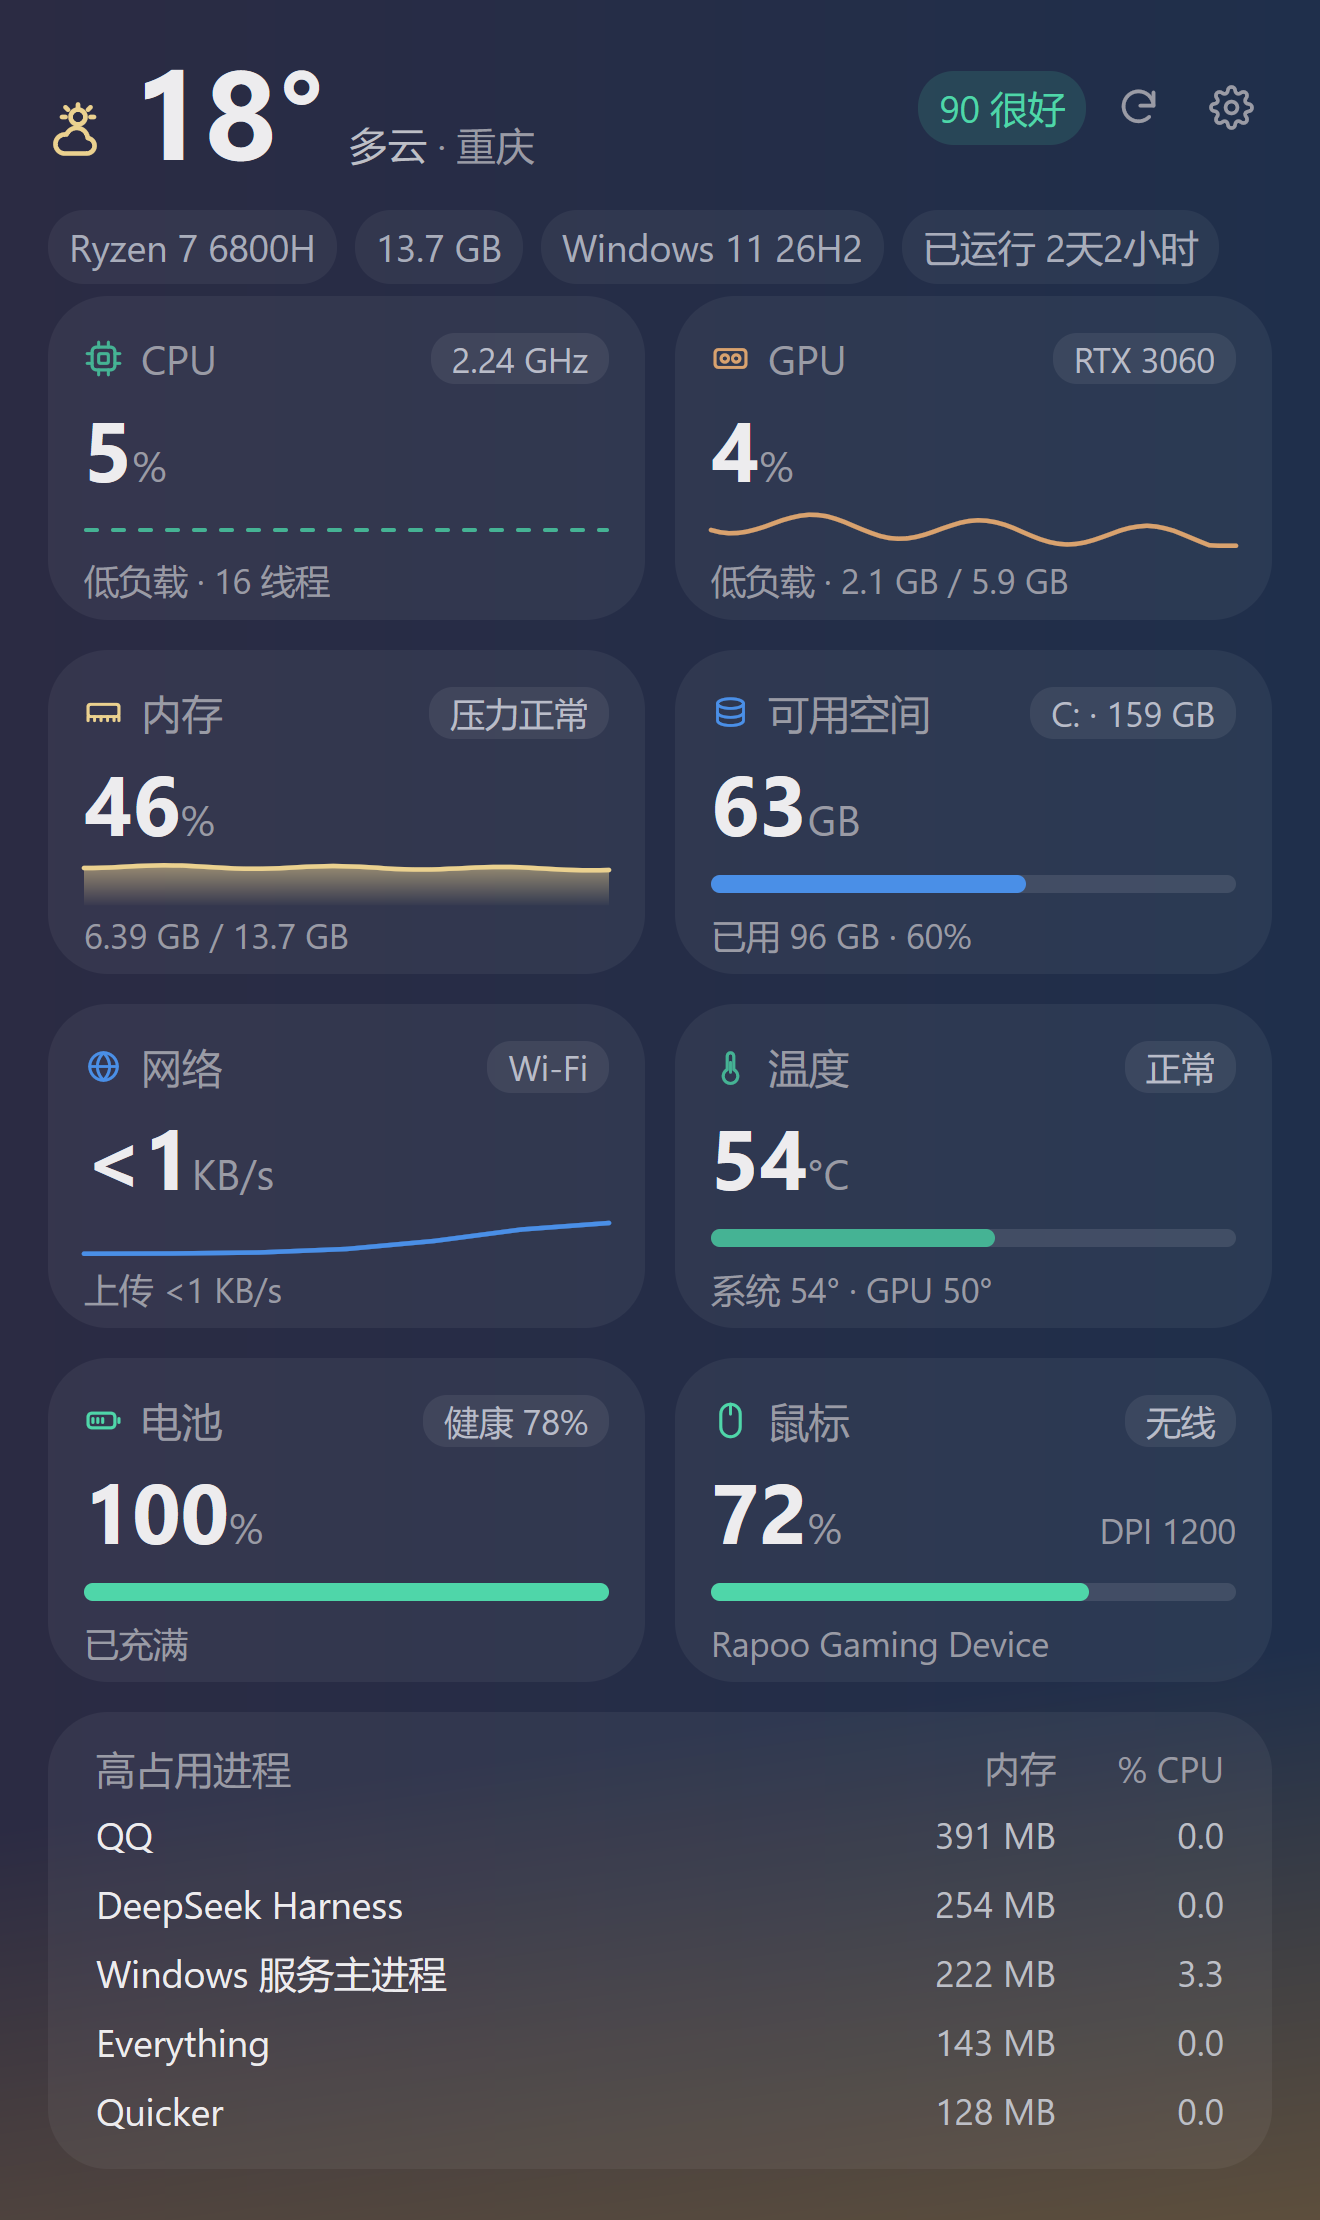 18° 多云 · 重庆 90 很好
Ryzen 7 6800H 13.7 GB Windows 11 26H2 已运行 2天2小时
CPU 2.24 GHz
5%
低负载 · 16 线程
GPU RTX 3060
4%
低负载 · 2.1 GB / 5.9 GB
内存 压力正常
46%
6.39 GB / 13.7 GB
可用空间 C: · 159 GB
63GB
已用 96 GB · 60%
网络 Wi-Fi
<1KB/s
上传 <1 KB/s
温度 正常
54°C
系统 54° · GPU 50°
电池 健康 78%
100%
已充满
鼠标 无线
72% DPI 1200
Rapoo Gaming Device
高占用进程 内存 % CPU
QQ 391 MB 0.0
DeepSeek Harness 254 MB 0.0
Windows 服务主进程 222 MB 3.3
Everything 143 MB 0.0
Quicker 128 MB 0.0